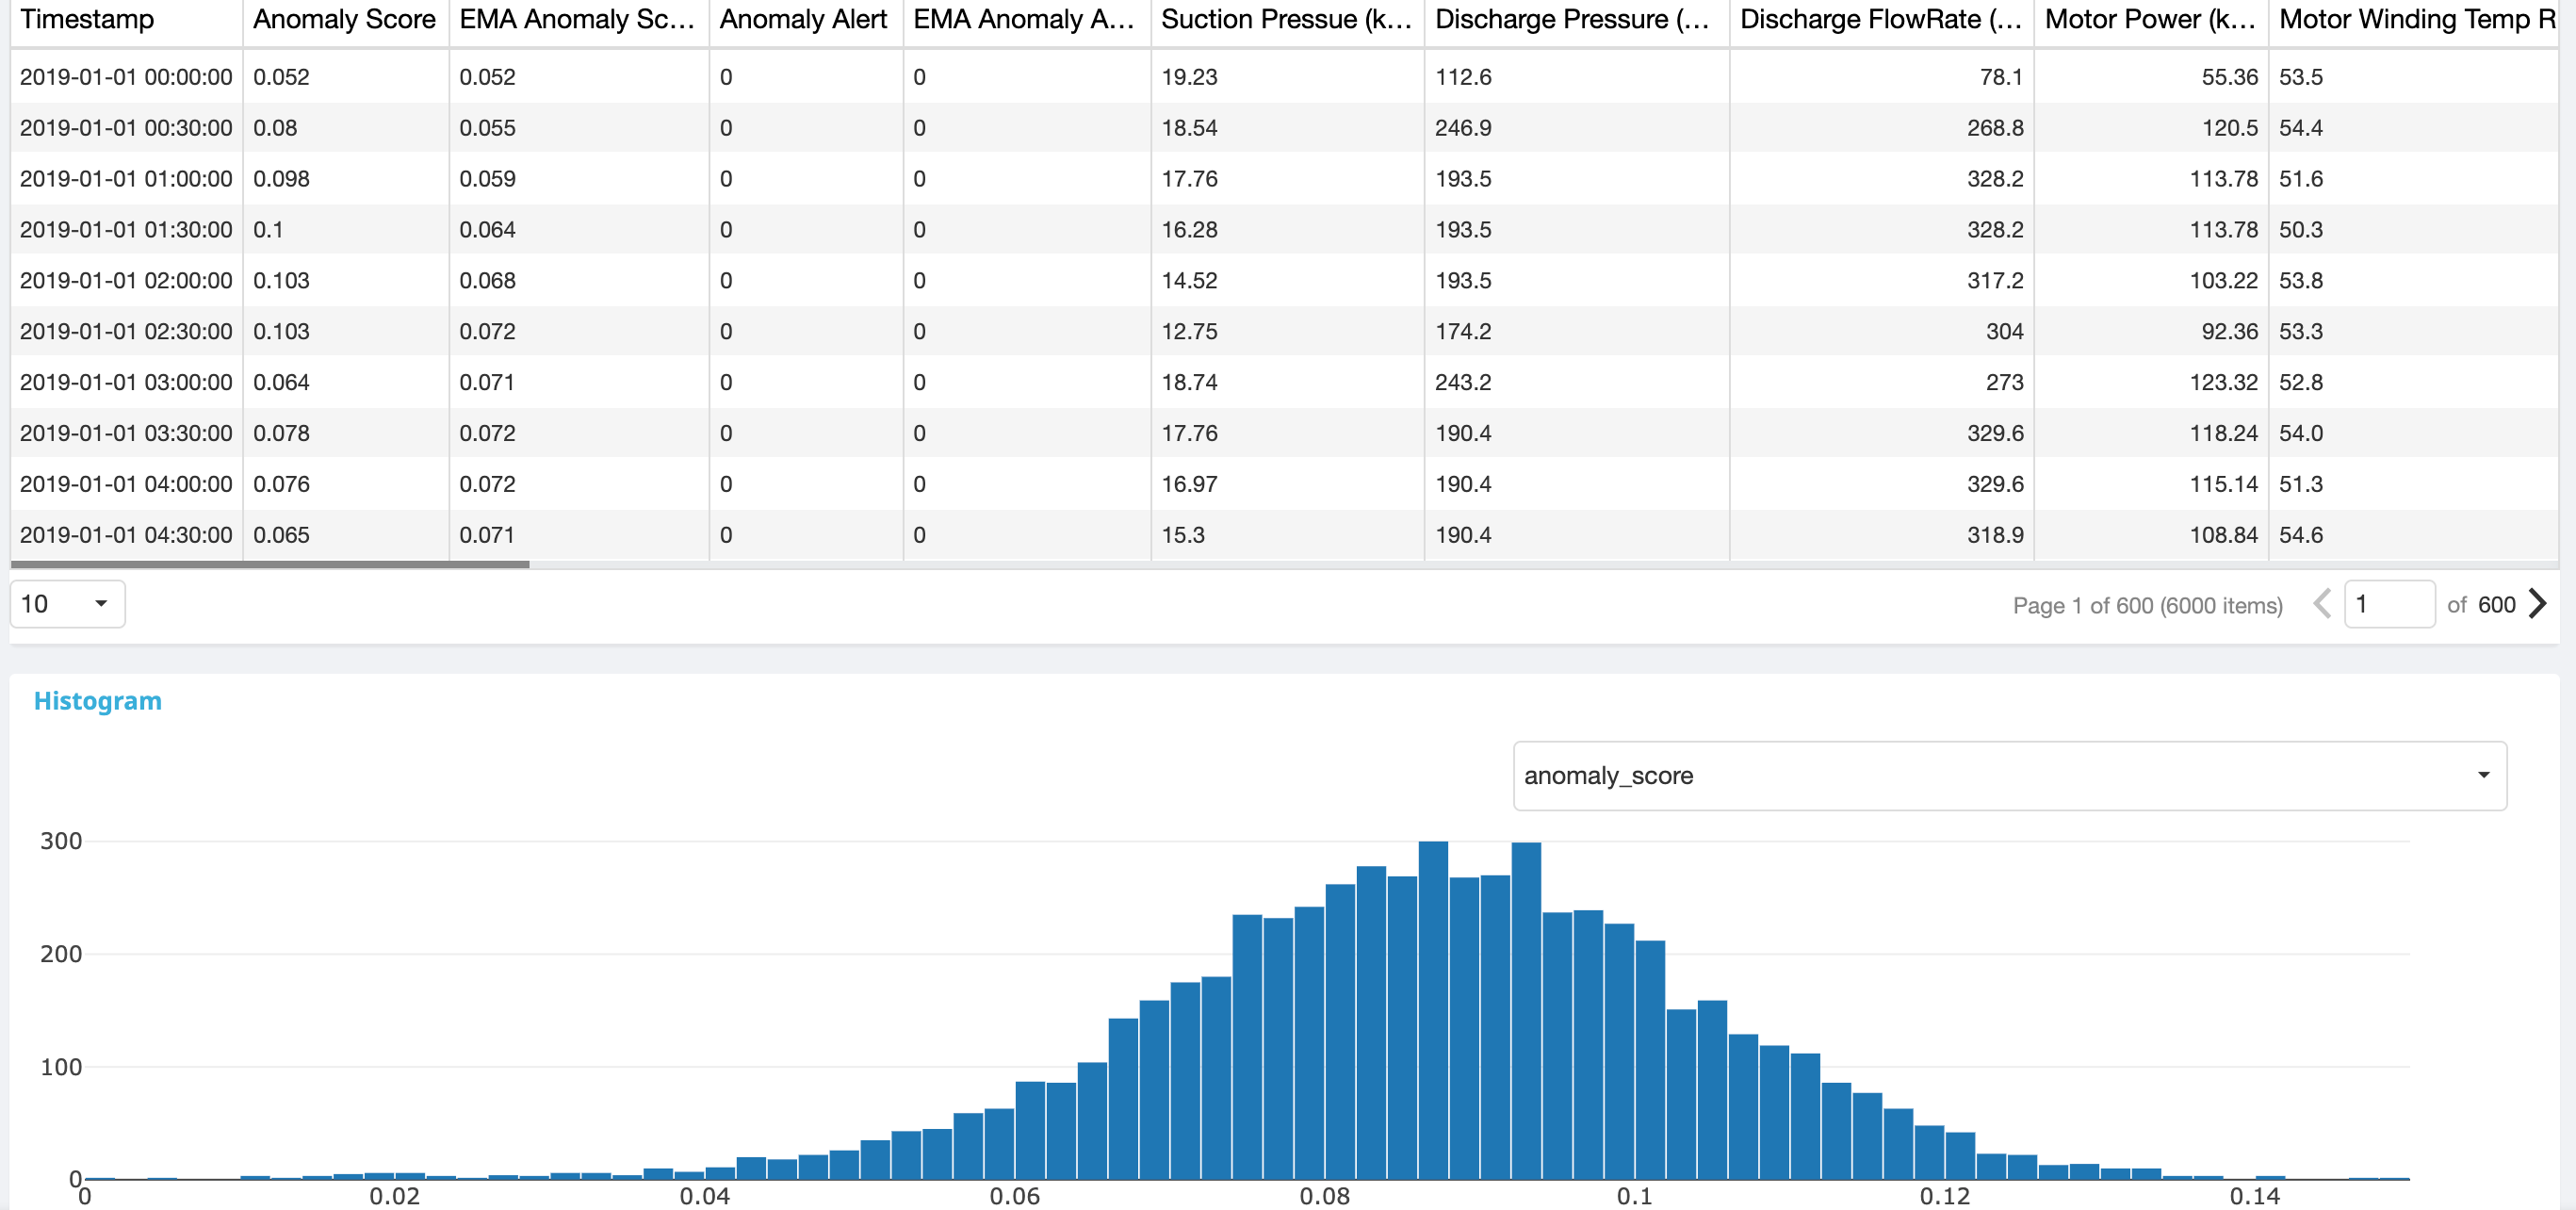 Timestamp Anomaly Score EMA Anomaly Sc... Anomaly Alert EMA Anomaly A... Suction Pressue (k... Discharge Pressure (... Discharge FlowRate (... Motor Power (k... Motor Winding Temp R
2019-01-01 00:00:00 0.052 0.052 0 0 19.23 112.6 78.1 55.36 53.5
2019-01-01 00:30:00 0.08 0.055 0 0 18.54 246.9 268.8 120.5 54.4
2019-01-01 01:00:00 0.098 0.059 0 0 17.76 193.5 328.2 113.78 51.6
2019-01-01 01:30:00 0.1 0.064 0 0 16.28 193.5 328.2 113.78 50.3
2019-01-01 02:00:00 0.103 0.068 0 0 14.52 193.5 317.2 103.22 53.8
2019-01-01 02:30:00 0.103 0.072 0 0 12.75 174.2 304 92.36 53.3
2019-01-01 03:00:00 0.064 0.071 0 0 18.74 243.2 273 123.32 52.8
2019-01-01 03:30:00 0.078 0.072 0 0 17.76 190.4 329.6 118.24 54.0
2019-01-01 04:00:00 0.076 0.072 0 0 16.97 190.4 329.6 115.14 51.3
2019-01-01 04:30:00 0.065 0.071 0 0 15.3 190.4 318.9 108.84 54.6
10 Page 1 of 600 (6000 items) 1 of 600
Histogram
anomaly_score
300
200
100
0
0 0.02 0.04 0.06 0.08 0.1 0.12 0.14